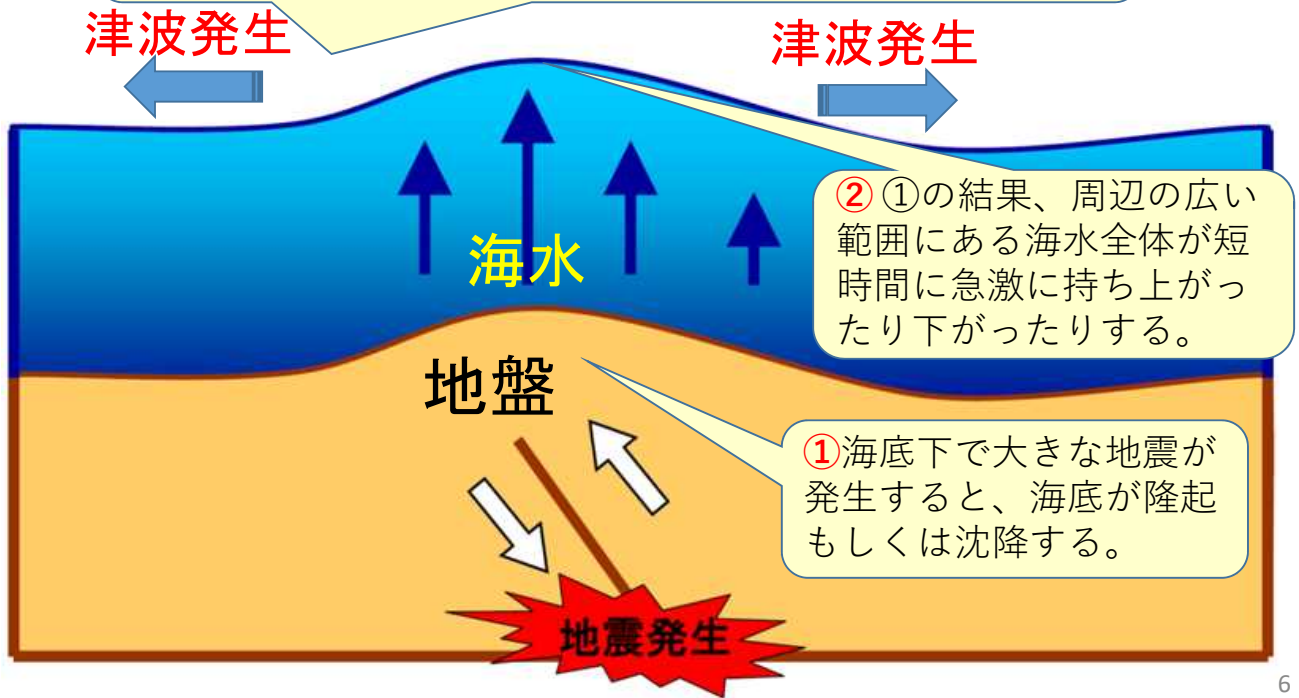 津波発生
津波発生
② ①の結果、周辺の広い
範囲にある海水全体が短
時間に急激に持ち上がっ
たり下がったりする。
海水
地盤
①海底下で大きな地震が
発生すると、海底が隆起
もしくは沈降する。
地震発生
6